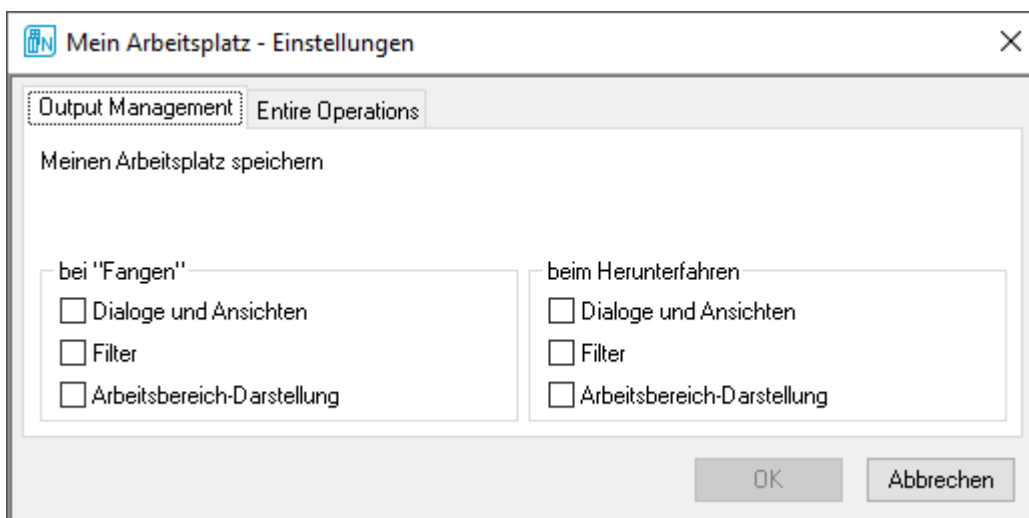 Mein Arbeitsplatz - Einstellungen
Output Management
Entire Operations
Meinen Arbeitsplatz speichern
bei "Fangen"
Dialoge und Ansichten
Filter
Arbeitsbereich-Darstellung
beim Herunterfahren
Dialoge und Ansichten
Filter
Arbeitsbereich-Darstellung
OK
Abbrechen